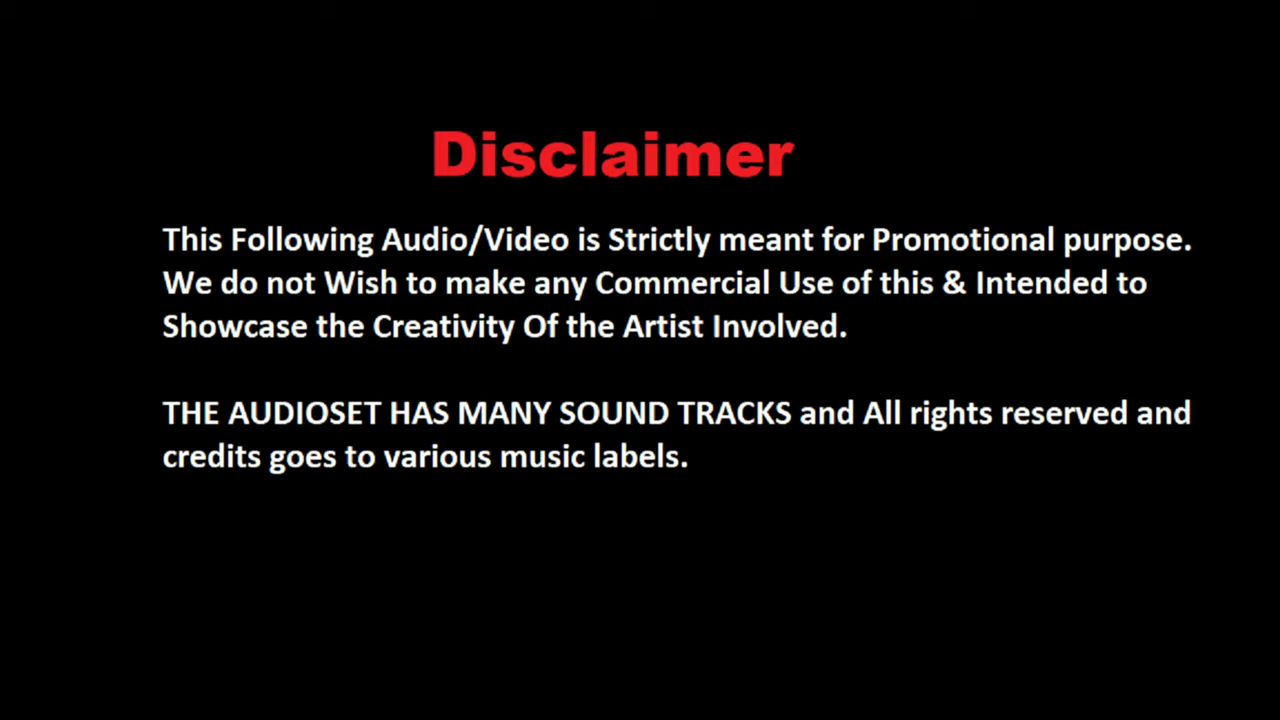 Disclaimer
This Following Audio/Video is Strictly meant for Promotional purpose.
We do not Wish to make any Commercial Use of this & Intended to
Showcase the Creativity Of the Artist Involved.
THE AUDIOSET HAS MANY SOUND TRACKS and All rights reserved and
credits goes to various music labels.